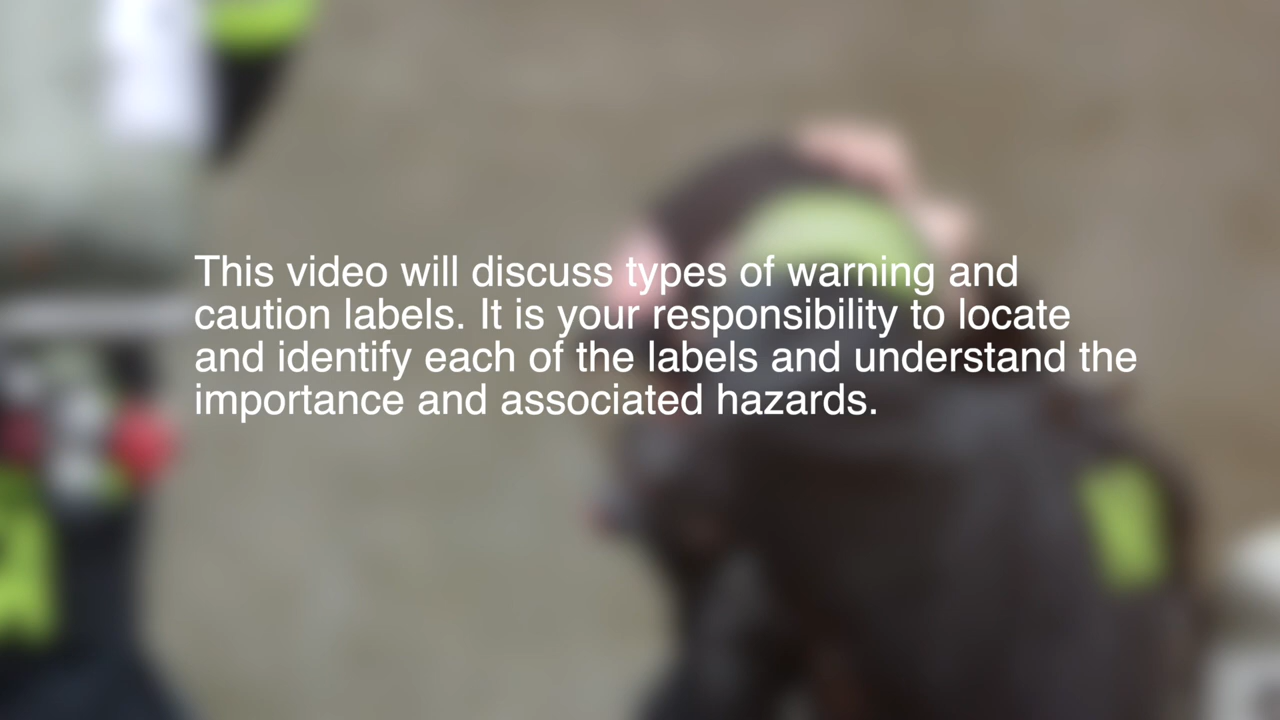 This video will discuss types of warning and
caution labels. It is your responsibility to locate
and identify each of the labels and understand the
importance and associated hazards.